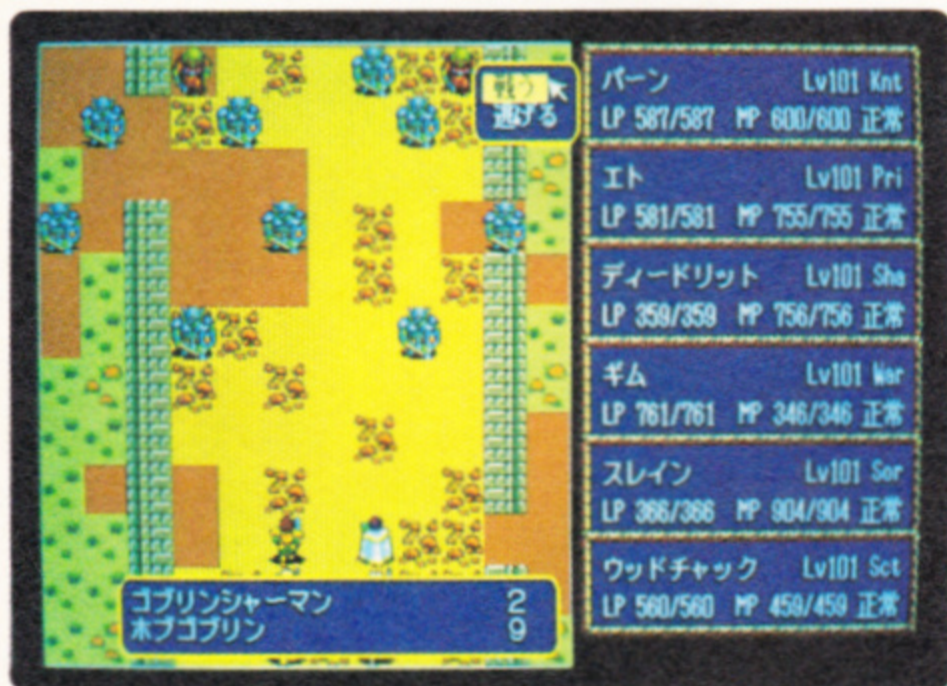 戦う
逃げる
パーン Lv101 Knt
LP 587/587 MP 600/600 正常
エト Lv101 Pri
LP 581/581 MP 755/755 正常
ディードリット Lv101 Sha
LP 359/359 MP 756/756 正常
ギム Lv101 War
LP 761/761 MP 346/346 正常
スレイン Lv101 Sor
LP 366/366 MP 904/904 正常
ウッドチャック Lv101 Sct
LP 560/560 MP 459/459 正常
ゴブリンシャーマン 2
ホブゴブリン 9